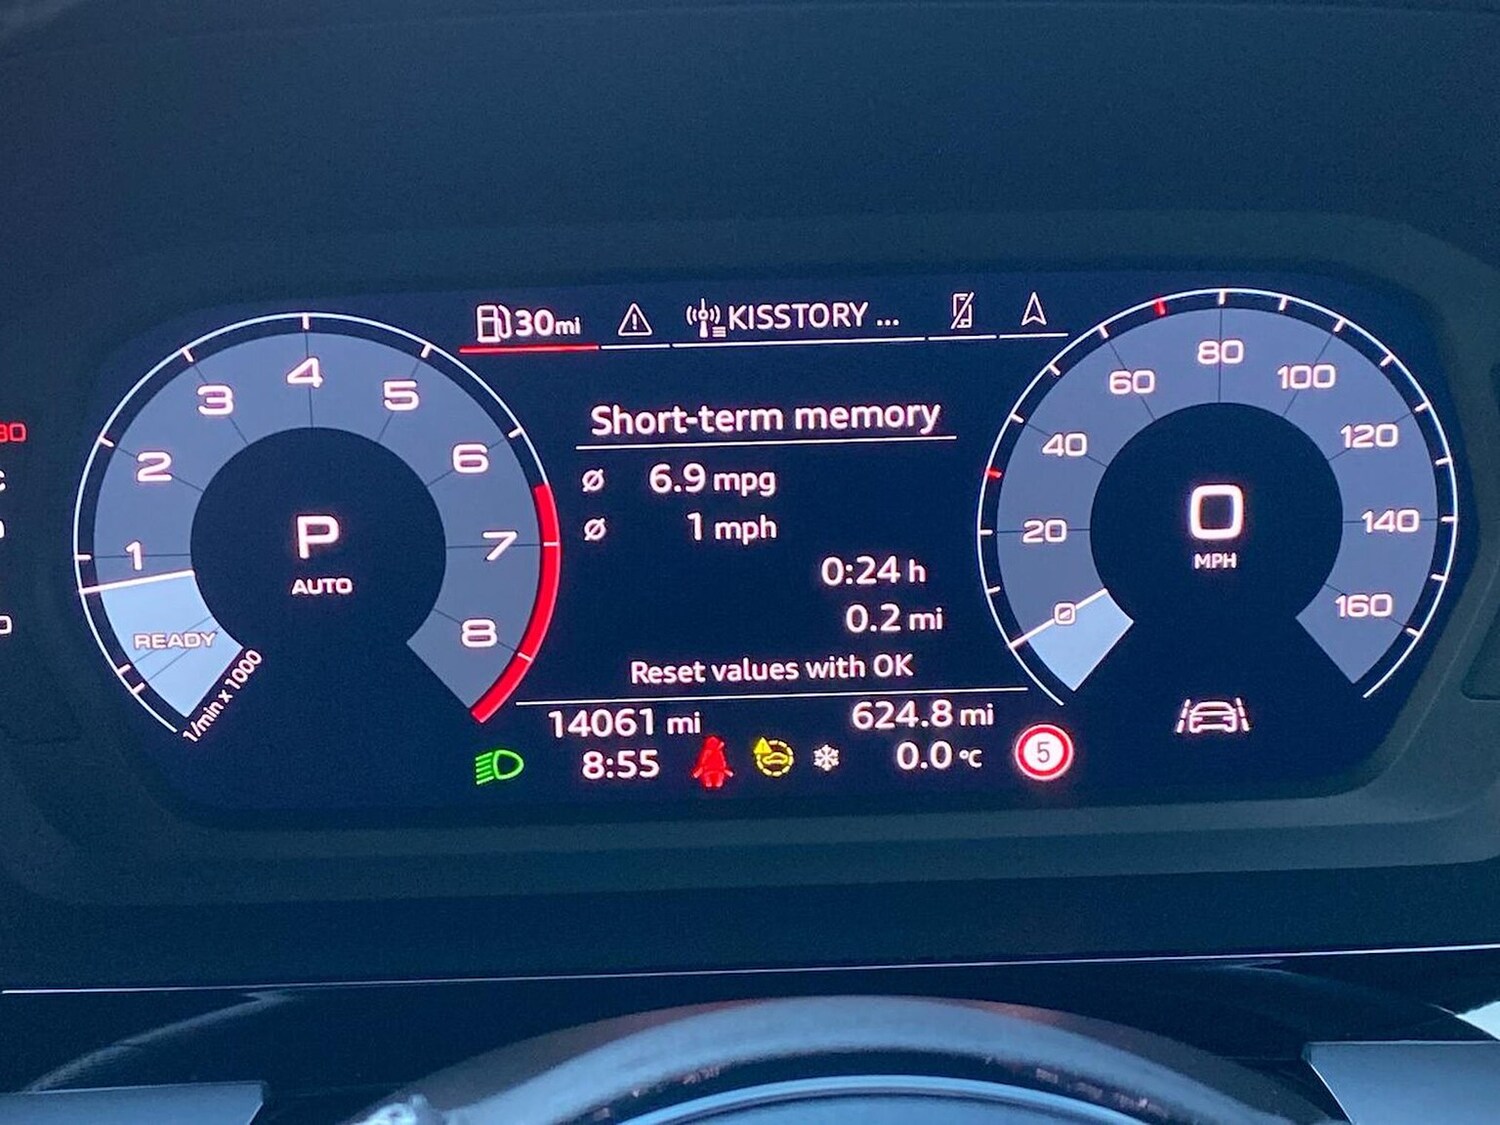 30mi
KISSTORY ...
Short-term memory
Ø 6.9 mpg
Ø 1 mph
0:24 h
0.2 mi
Reset values with OK
14061 mi 624.8 mi
8:55 0.0 °C
5
1
2
3
4
5
6
7
8
P
AUTO
READY
1/min x 1000
0
20
40
60
80
100
120
140
160
0
MPH